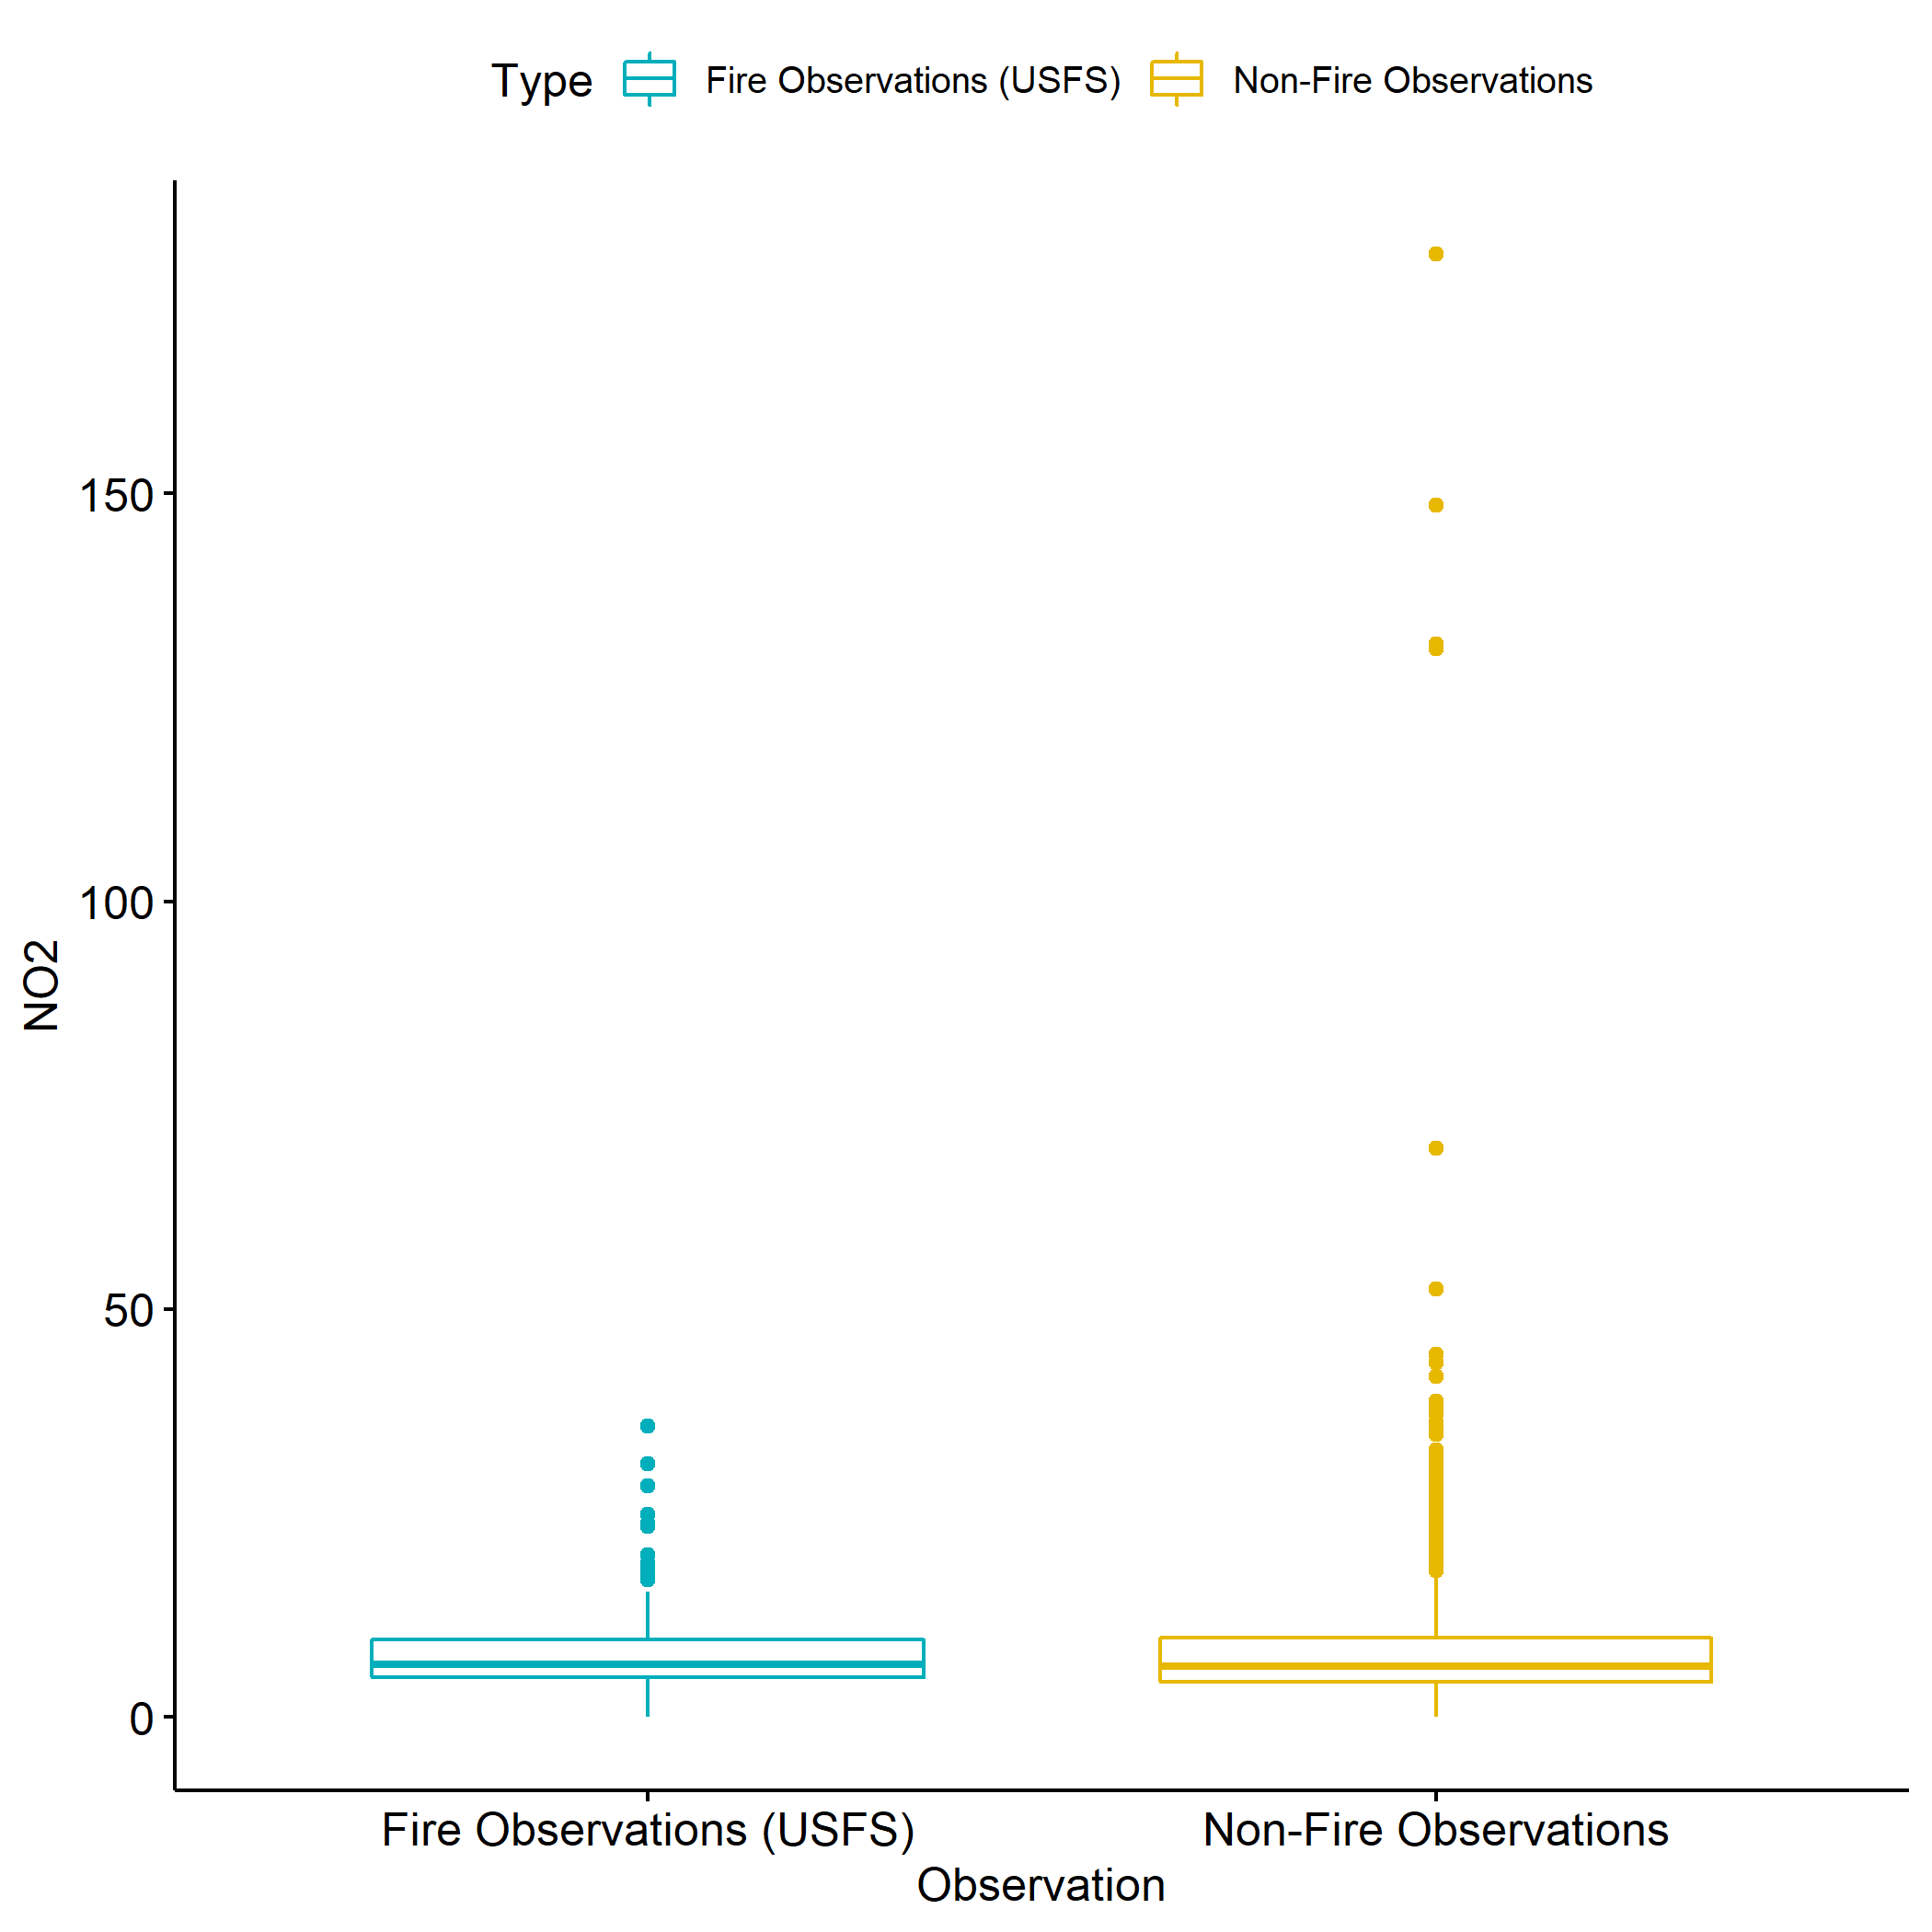 Type Fire Observations (USFS) Non-Fire Observations
150
100
50
0
NO2
Fire Observations (USFS) Non-Fire Observations
Observation